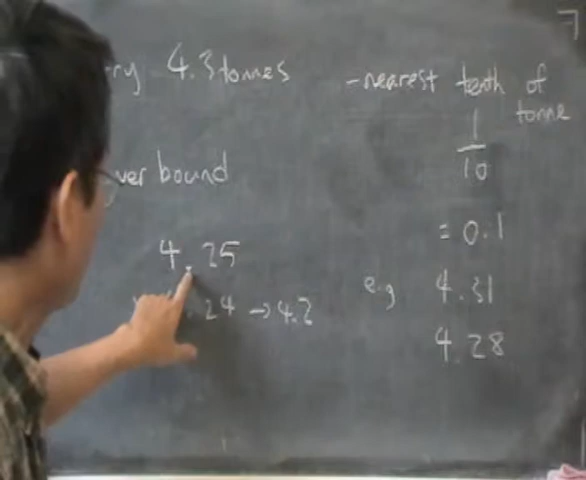 ry 4.3 tonnes
ver bound
4.25
.24 → 4.2
- nearest tenth of
tonne
1
10
= 0.1
e.g 4.31
4.28
7